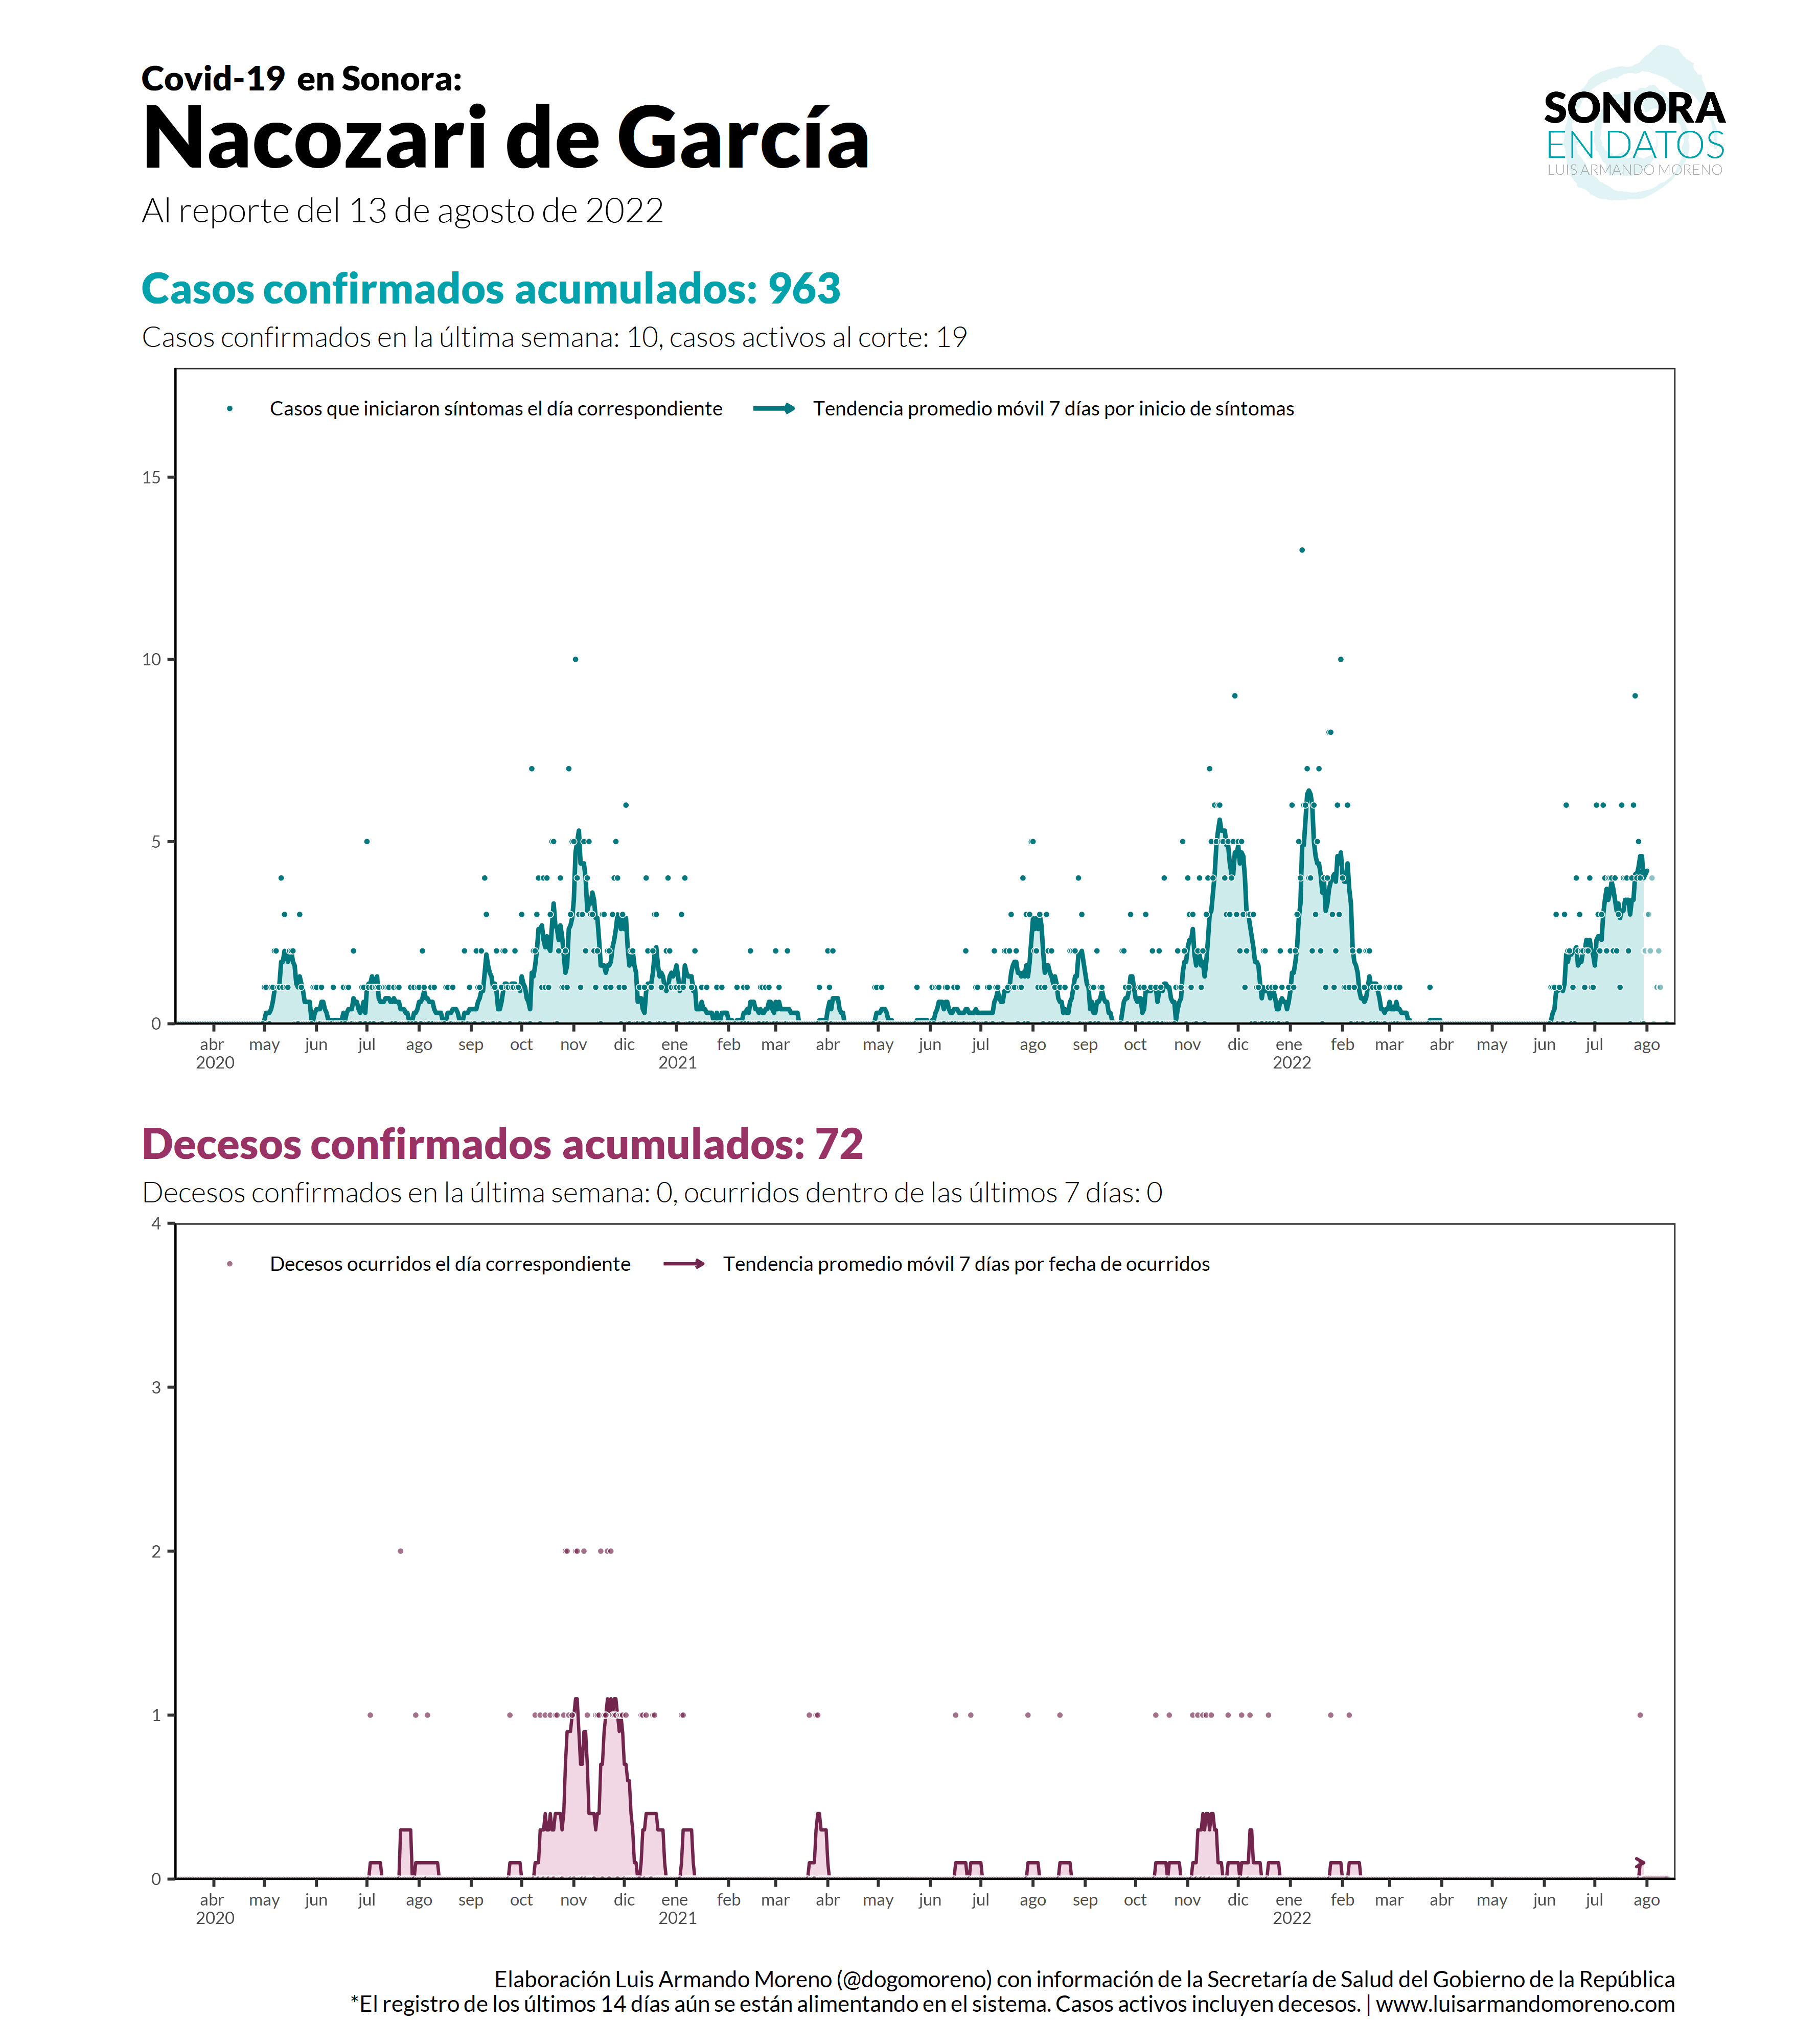 Covid-19 en Sonora:
Nacozari de García
Al reporte del 13 de agosto de 2022
SONORA
EN DATOS
LUIS ARMANDO MORENO
Casos confirmados acumulados: 963
Casos confirmados en la última semana: 10, casos activos al corte: 19
Casos que iniciaron síntomas el día correspondiente
Tendencia promedio móvil 7 días por inicio de síntomas
15
10
5
0
abr may jun jul ago sep oct nov dic ene feb mar abr may jun jul ago sep oct nov dic ene feb mar abr may jun jul ago
2020 2021 2022
Decesos confirmados acumulados: 72
Decesos confirmados en la última semana: 0, ocurridos dentro de las últimos 7 días: 0
4
Decesos ocurridos el día correspondiente
Tendencia promedio móvil 7 días por fecha de ocurridos
3
2
1
0
abr may jun jul ago sep oct nov dic ene feb mar abr may jun jul ago sep oct nov dic ene feb mar abr may jun jul ago
2020 2021 2022
Elaboración Luis Armando Moreno (@dogomoreno) con información de la Secretaría de Salud del Gobierno de la República
*El registro de los últimos 14 días aún se están alimentando en el sistema. Casos activos incluyen decesos. | www.luisarmandomoreno.com